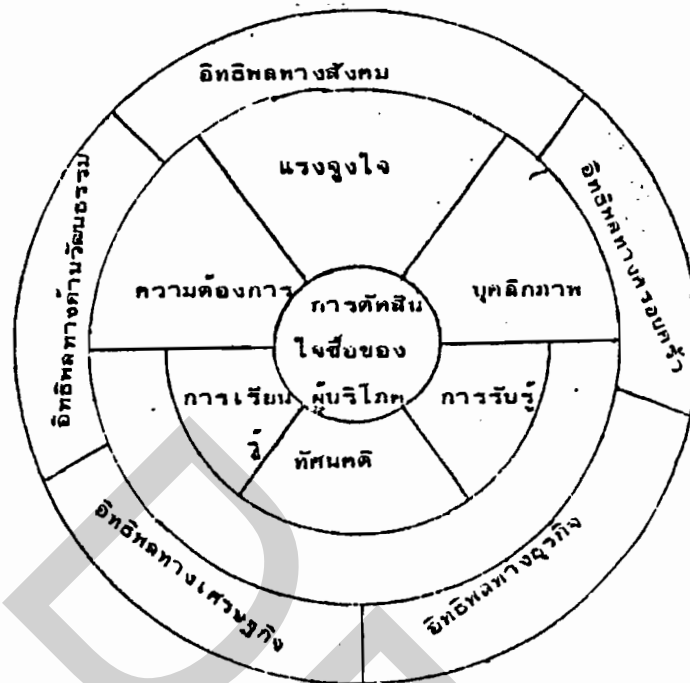 อิทธิพลทางสังคม
อิทธิพลทางด้านวัฒนธรรม
อิทธิพลทางครอบครัว
แรงจูงใจ
ความต้องการ
บุคลิกภาพ
การตัดสิน
ใจซื้อของ
ผู้บริโภค
การเรียน
รู้
การรับรู้
ทัศนคติ
อิทธิพลทางเศรษฐกิจ
อิทธิพลทางธุรกิจ